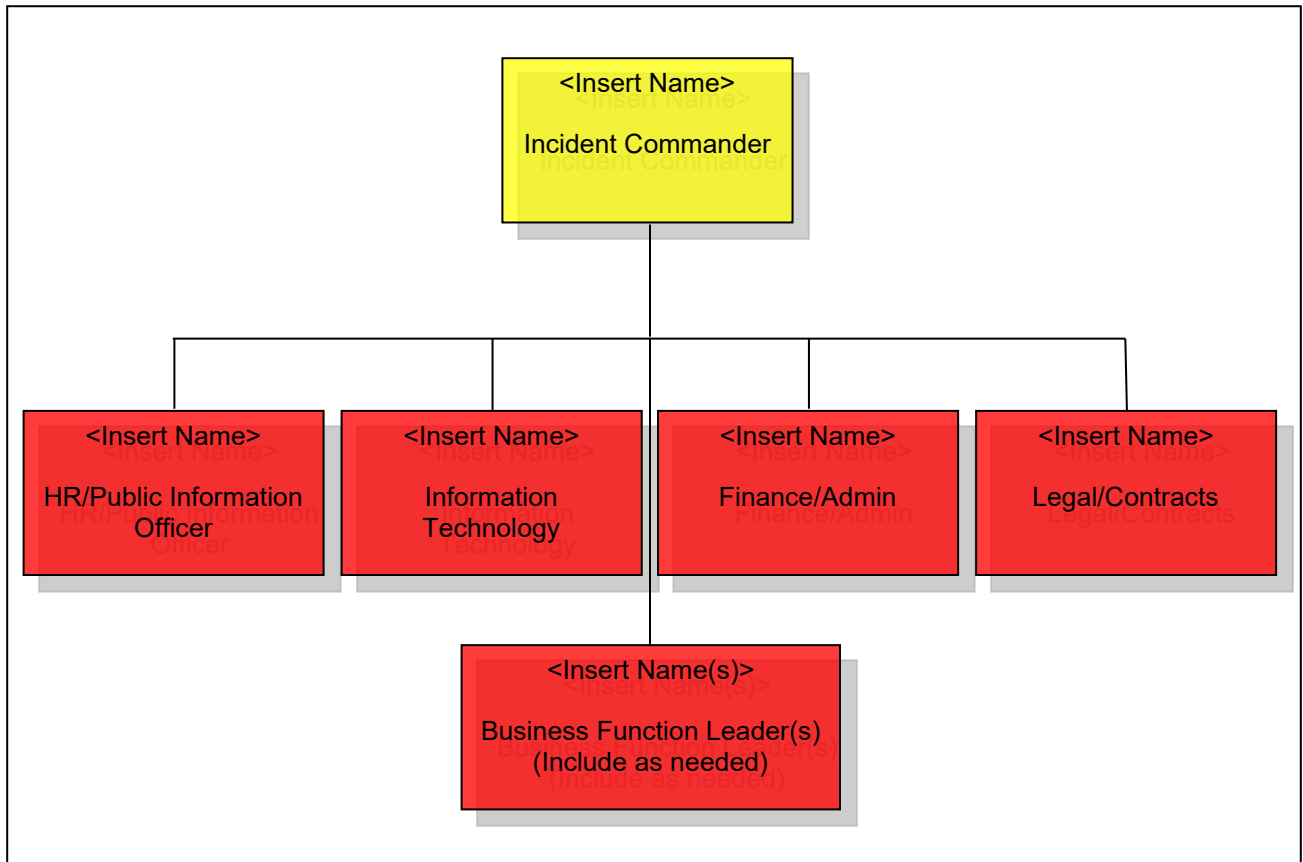 <Insert Name>
Incident Commander
<Insert Name>
HR/Public Information
Officer
<Insert Name>
Information
Technology
<Insert Name>
Finance/Admin
<Insert Name>
Legal/Contracts
<Insert Name(s)>
Business Function Leader(s)
(Include as needed)